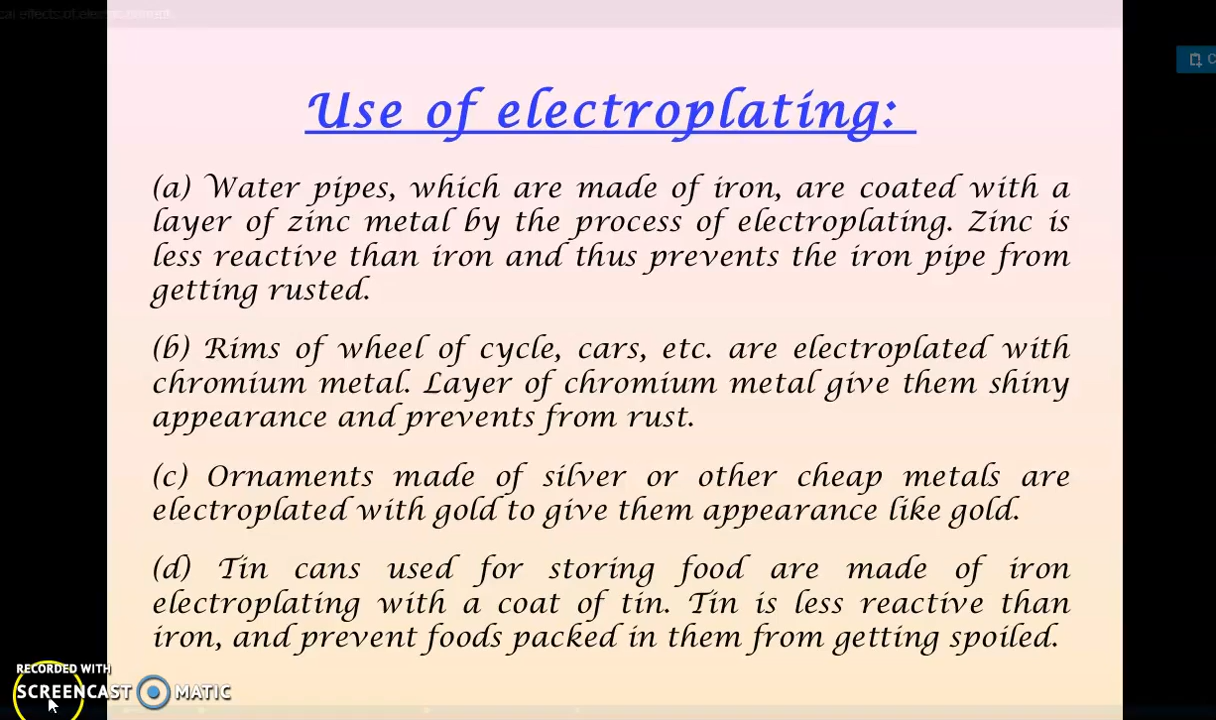 cal effects of electric current
Use of electroplating:
(a) Water pipes, which are made of iron, are coated with a
layer of zinc metal by the process of electroplating. Zinc is
less reactive than iron and thus prevents the iron pipe from
getting rusted.
(b) Rims of wheel of cycle, cars, etc. are electroplated with
chromium metal. Layer of chromium metal give them shiny
appearance and prevents from rust.
(c) Ornaments made of silver or other cheap metals are
electroplated with gold to give them appearance like gold.
(d) Tin cans used for storing food are made of iron
electroplating with a coat of tin. Tin is less reactive than
iron, and prevent foods packed in them from getting spoiled.
RECORDED WITH
SCREENCAST MATIC